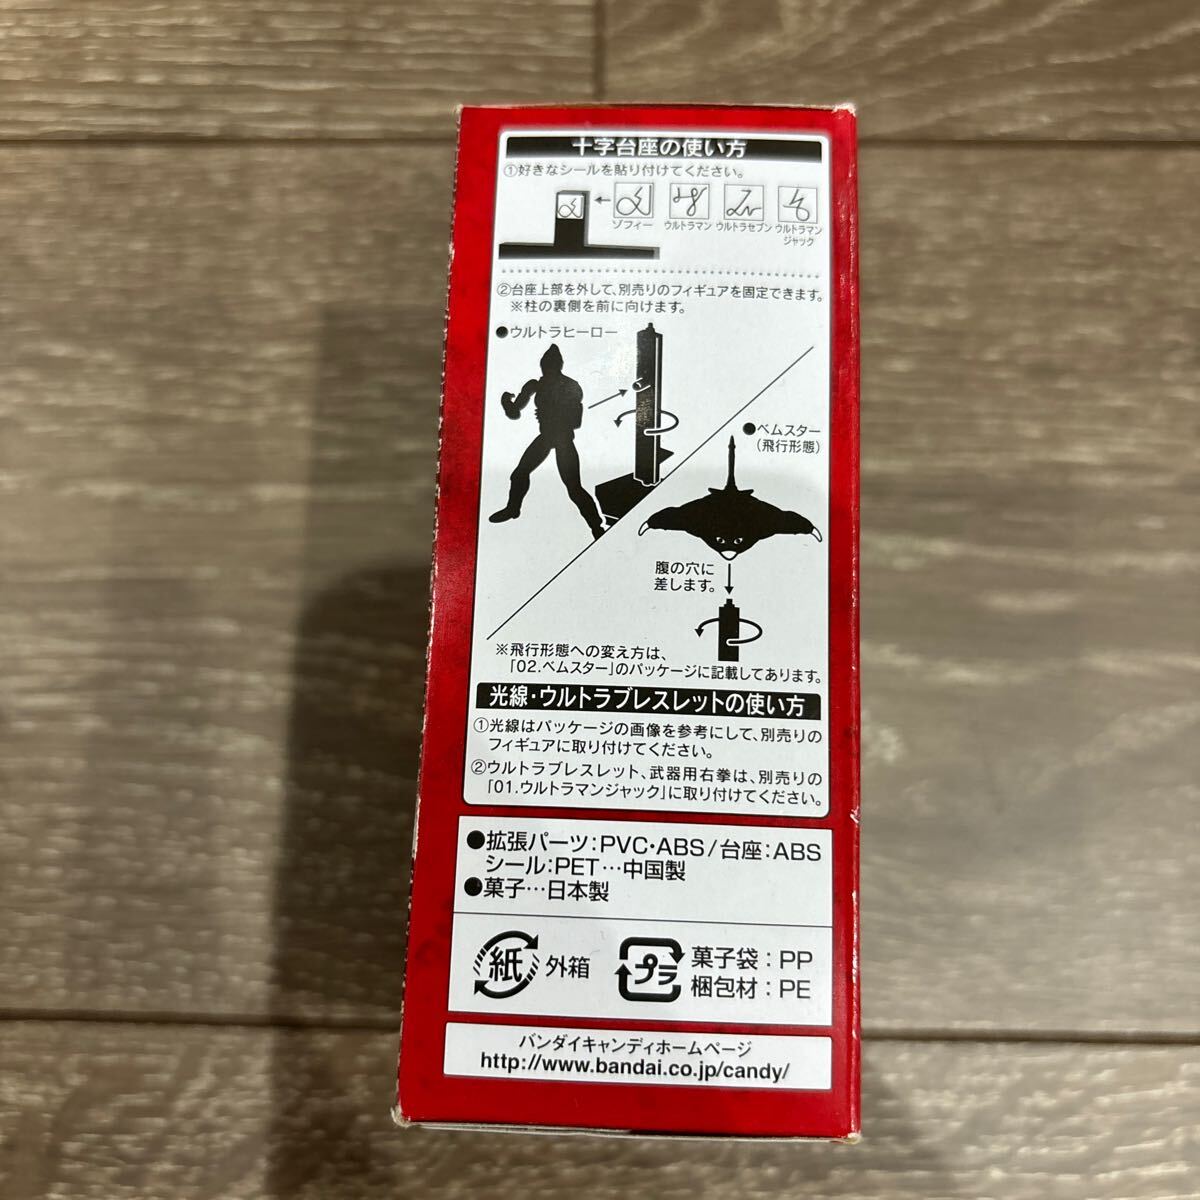 十字台座の使い方
①好きなシールを貼り付けてください。
ゾフィー ウルトラマン ウルトラセブン ウルトラマン
ジャック
②台座上部を外して、別売りのフィギュアを固定できます。
※柱の裏側を前に向けます。
●ウルトラヒーロー
●ベムスター
(飛行形態)
腹の穴に
差します。
※飛行形態への変え方は、
「02.ベムスター」のパッケージに記載してあります。
光線・ウルトラブレスレットの使い方
①光線はパッケージの画像を参考にして、別売りの
フィギュアに取り付けてください。
②ウルトラブレスレット、武器用右拳は、別売りの
「01.ウルトラマンジャック」に取り付けてください。
●拡張パーツ:PVC・ABS/台座:ABS
シール:PET…中国製
●菓子…日本製
紙 外箱
プラ 菓子袋:PP
梱包材:PE
バンダイキャンディホームページ
http://www.bandai.co.jp/candy/